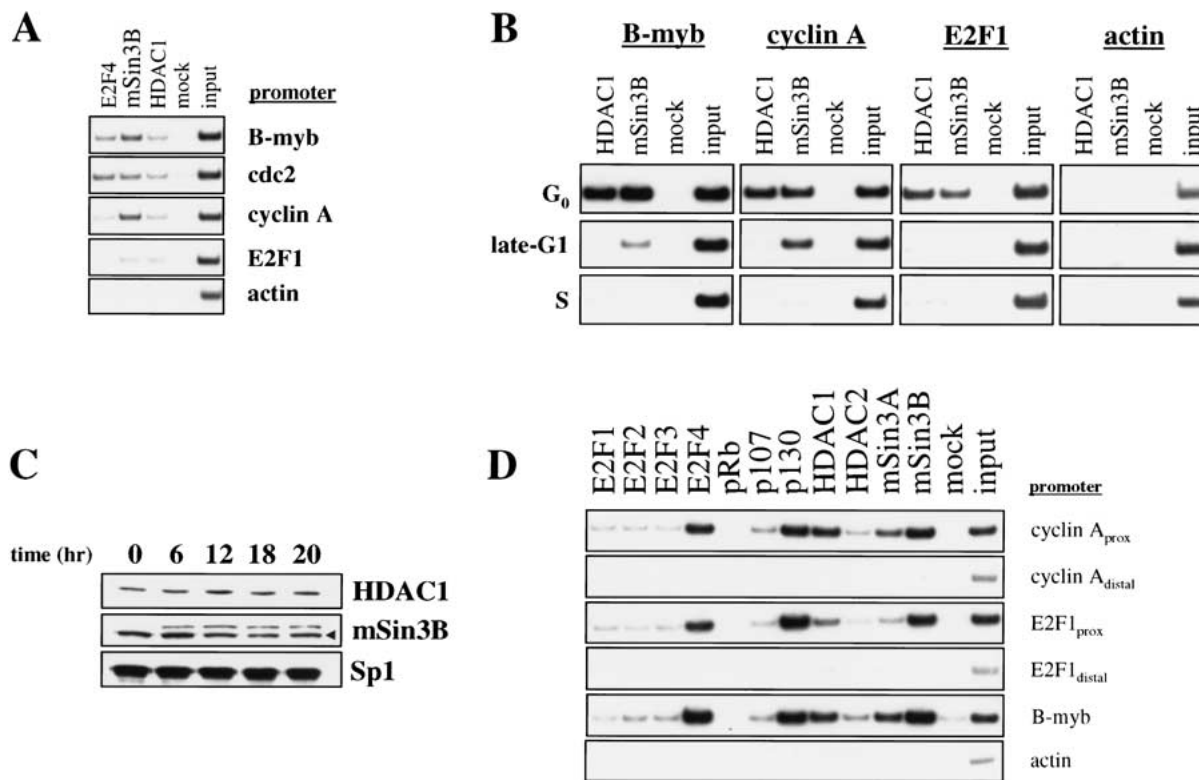 A
E2F4 mSin3B HDAC1 mock input
promoter
B-myb
cdc2
cyclin A
E2F1
actin
B
B-myb cyclin A E2F1 actin
HDAC1 mSin3B mock input HDAC1 mSin3B mock input HDAC1 mSin3B mock input HDAC1 mSin3B mock input
G0
late-G1
S
C
time (hr) 0 6 12 18 20
HDAC1
mSin3B
Sp1
D
E2F1 E2F2 E2F3 E2F4 pRb p107 p130 HDAC1 HDAC2 mSin3A mSin3B mock input
promoter
cyclin Aprox
cyclin Adistal
E2F1prox
E2F1distal
B-myb
actin